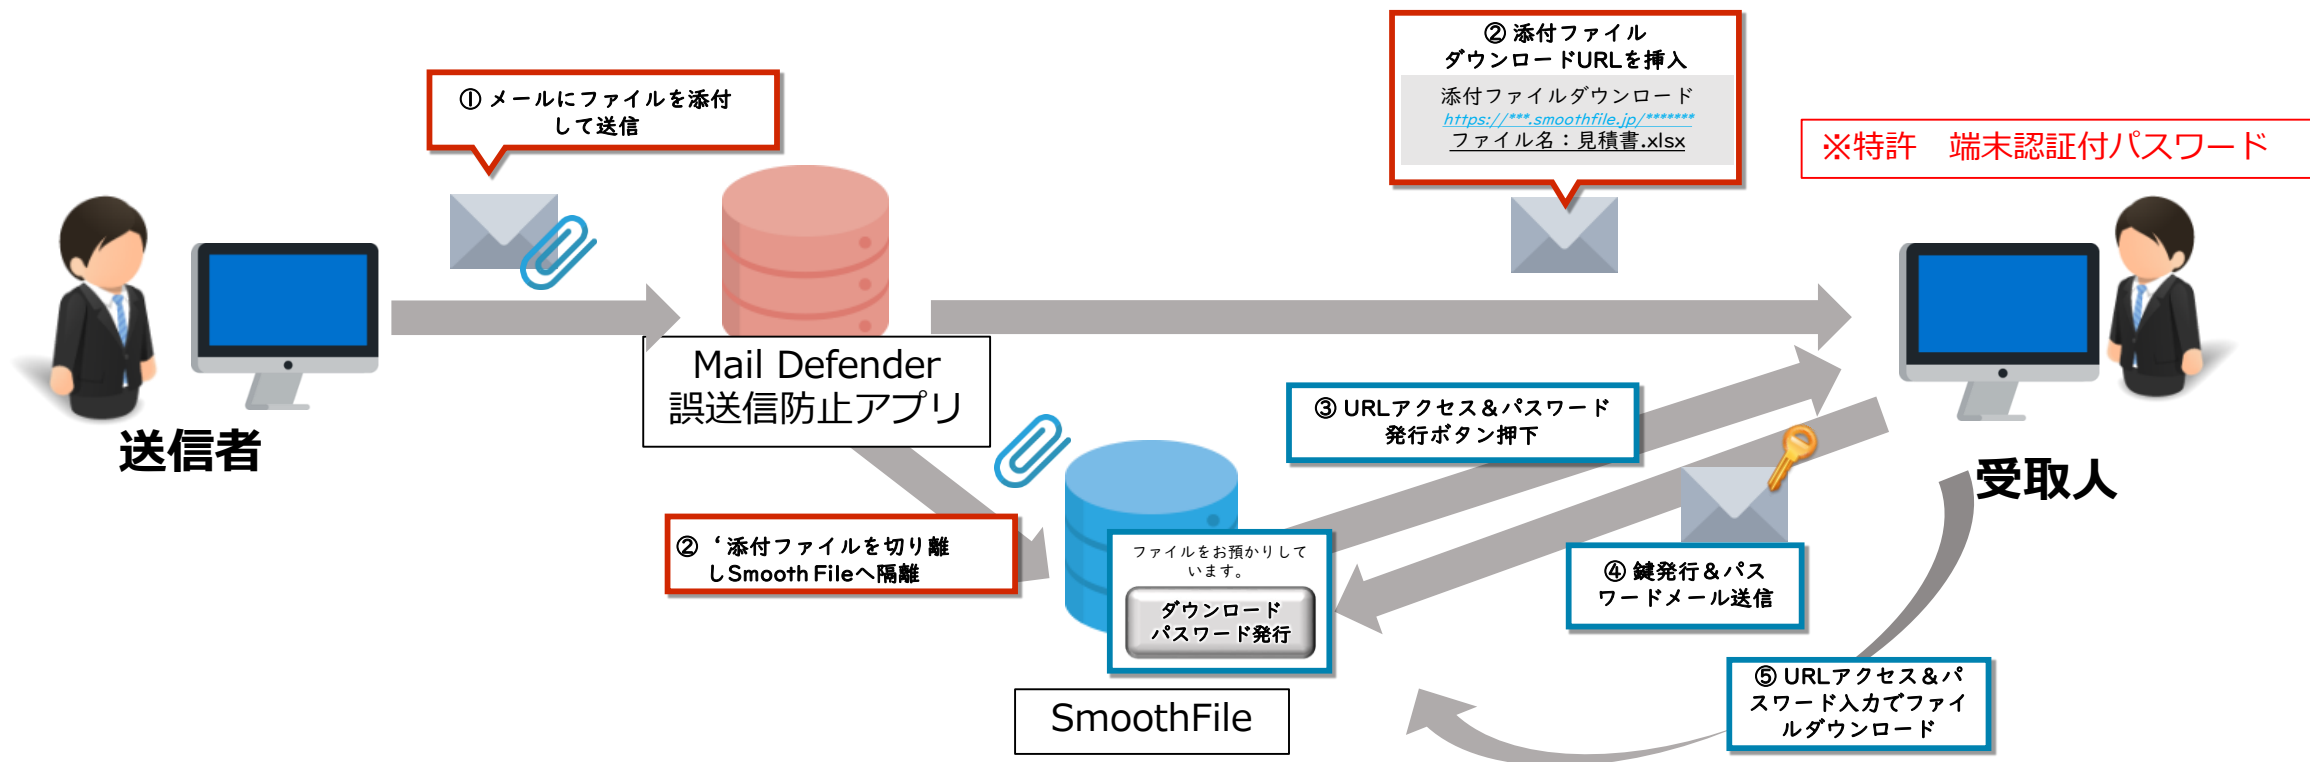 ① メールにファイルを添付
して送信
② 添付ファイル
ダウンロードURLを挿入
添付ファイルダウンロード
https://***.smoothfile.jp/*******
ファイル名：見積書.xlsx
※特許　端末認証付パスワード
送信者
Mail Defender
誤送信防止アプリ
受取人
②‘添付ファイルを切り離
しSmooth Fileへ隔離
③ URLアクセス＆パスワード
発行ボタン押下
ファイルをお預かりして
います。
ダウンロード
パスワード発行
SmoothFile
④ 鍵発行＆パス
ワードメール送信
⑤ URLアクセス＆パ
スワード入力でファイ
ルダウンロード